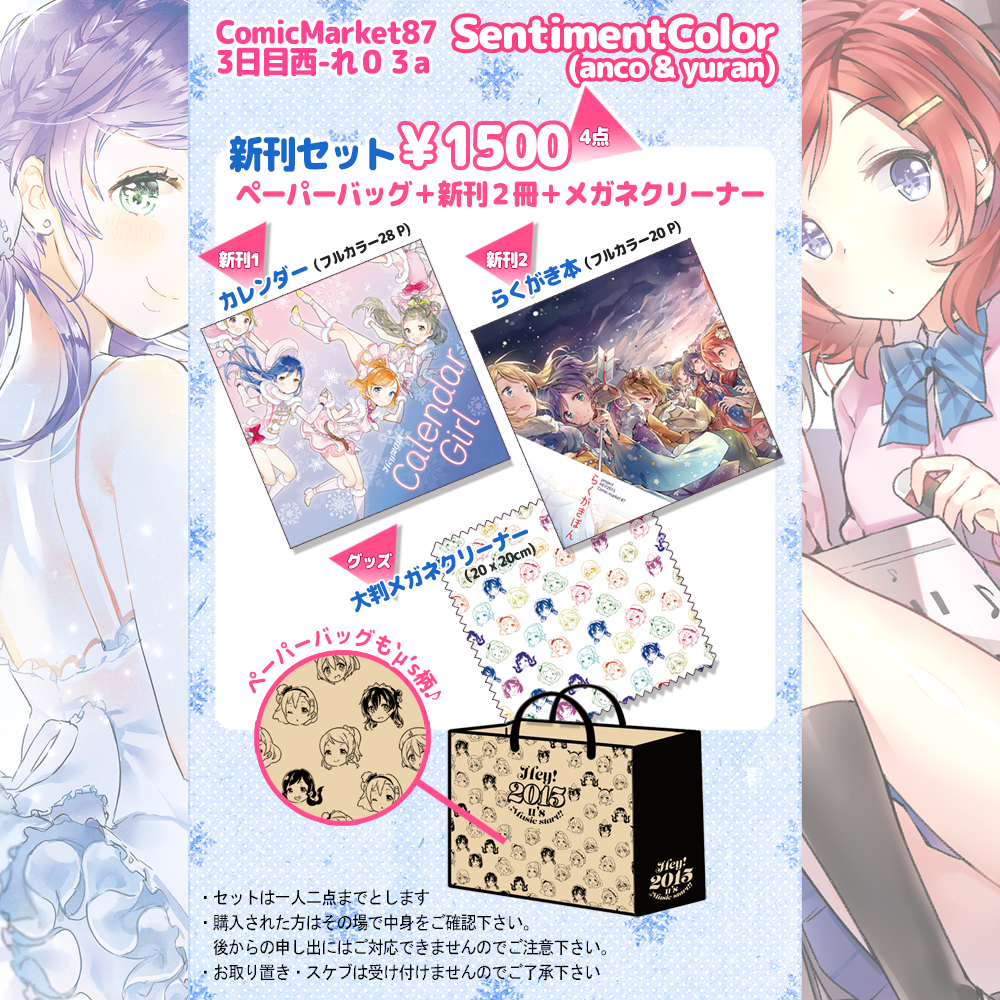 ComicMarket87
3日目西-れ03a
SentimentColor
(anco & yuran)
新刊セット¥1500
4点
ペーパーバッグ+新刊2冊+メガネクリーナー
新刊1
カレンダー(フルカラー28 P)
Calendar
Girl
新刊2
らくがき本(フルカラー20 P)
らくがきぼん
Comic market 87
グッズ
大判メガネクリーナー
(20 x 20cm)
ペーパーバッグもμ's柄♪
Hey!
2015
μ's
Music start!!
Hey!
2015
μ's
Music start!!
・セットは一人二点までとします
・購入された方はその場で中身をご確認下さい。
後からの申し出にはご対応できませんのでご注意下さい。
・お取り置き・スケブは受け付けませんのでご了承下さい